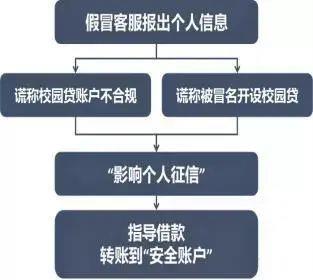 假冒客服报出个人信息
谎称校园贷账户不合规
谎称被冒名开设校园贷
“影响个人征信”
指导借款
转账到“安全账户”